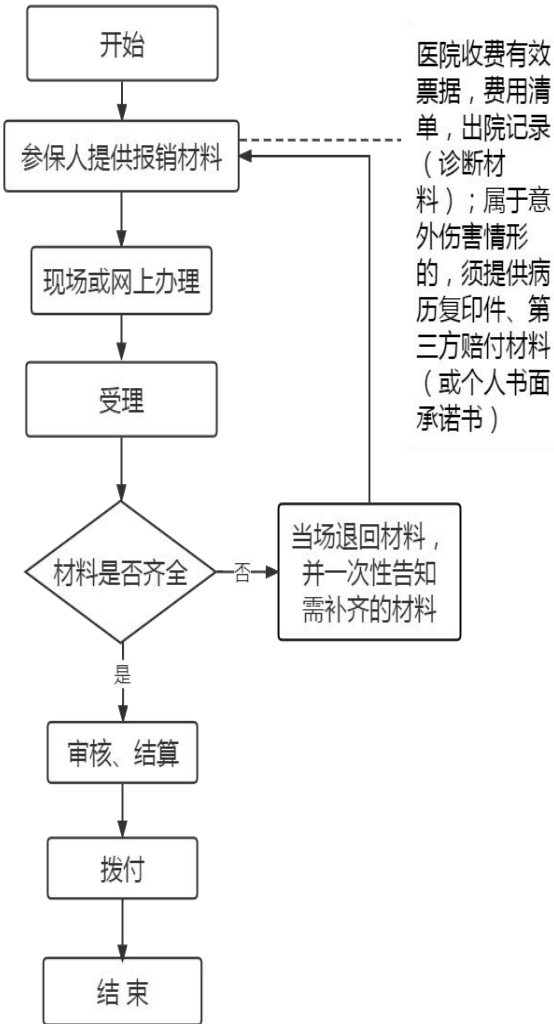 开始
参保人提供报销材料
医院收费有效
票据，费用清
单，出院记录
（诊断材
料）；属于意
外伤害情形
的，须提供病
历复印件、第
三方赔付材料
（或个人书面
承诺书）
现场或网上办理
受理
材料是否齐全
否
当场退回材料，
并一次性告知
需补齐的材料
是
审核、结算
拨付
结 束